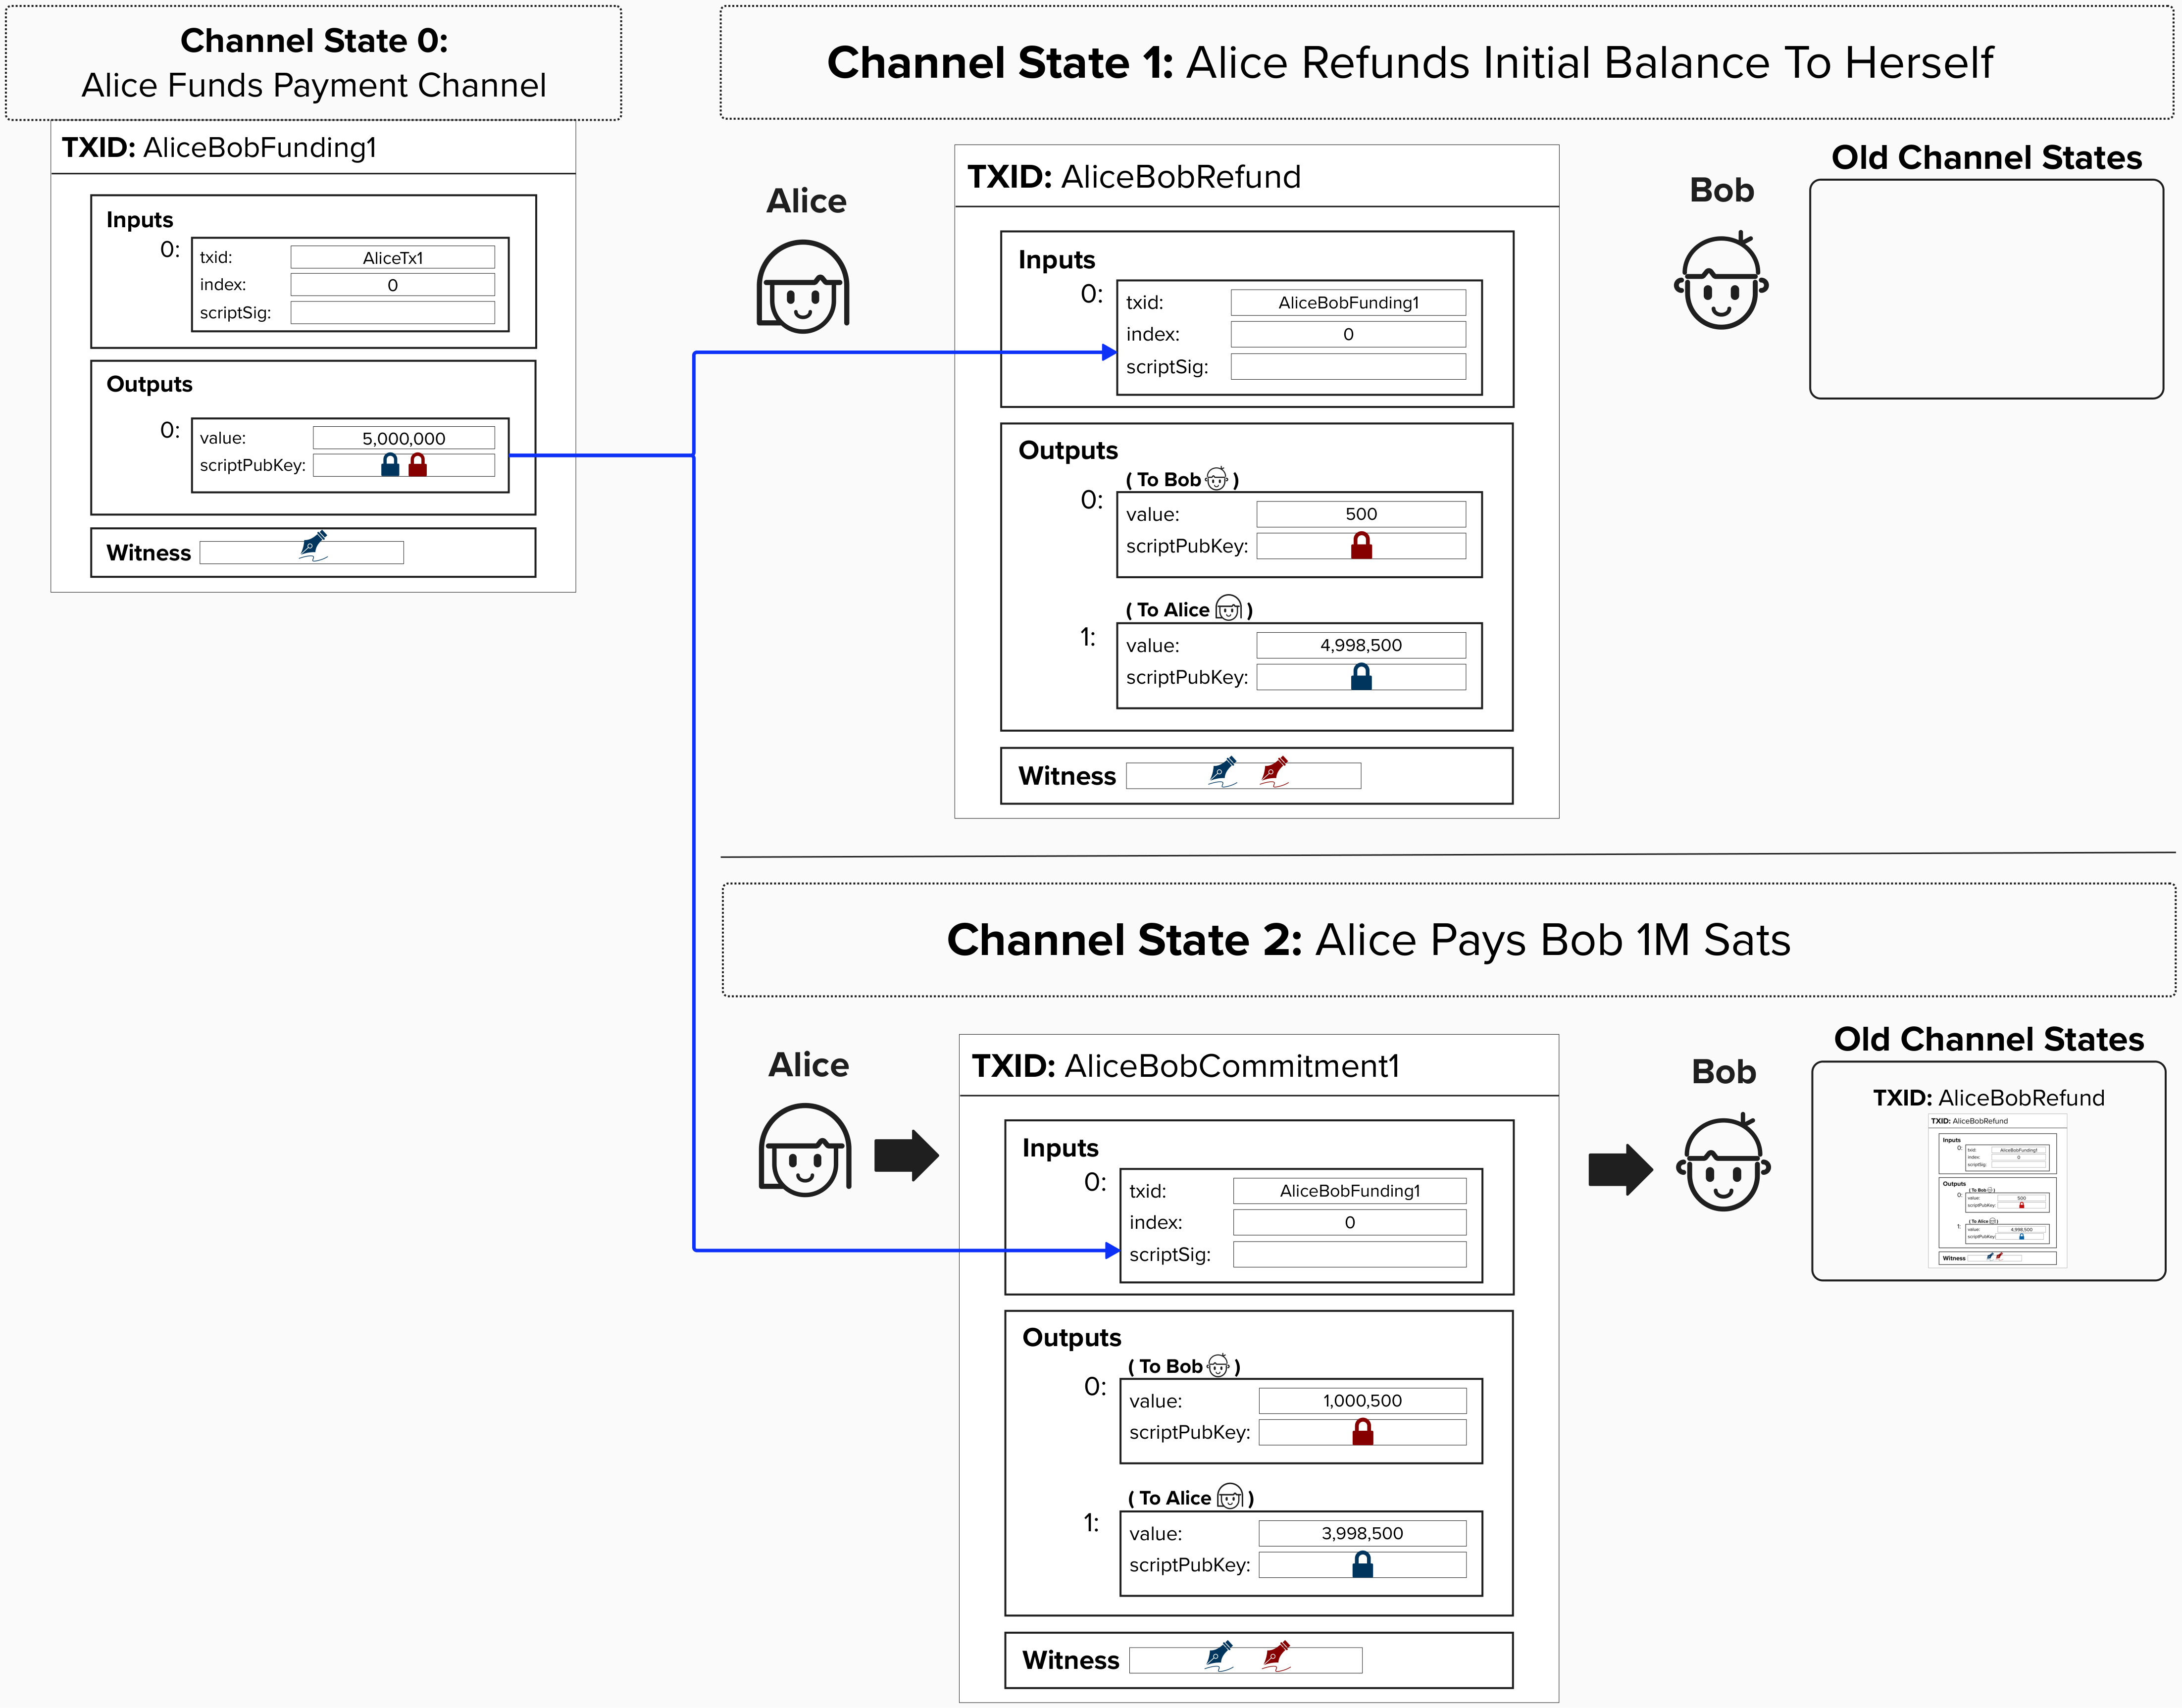 Channel State 0:
Alice Funds Payment Channel
TXID: AliceBobFunding1
Inputs
0:
txid: AliceTx1
index: 0
scriptSig:
Outputs
0:
value: 5,000,000
scriptPubKey:
Witness
Channel State 1: Alice Refunds Initial Balance To Herself
Alice
TXID: AliceBobRefund
Inputs
0:
txid: AliceBobFunding1
index: 0
scriptSig:
Outputs
( To Bob )
0:
value: 500
scriptPubKey:
( To Alice )
1:
value: 4,998,500
scriptPubKey:
Witness
Bob
Old Channel States
Channel State 2: Alice Pays Bob 1M Sats
Alice
TXID: AliceBobCommitment1
Inputs
0:
txid: AliceBobFunding1
index: 0
scriptSig:
Outputs
( To Bob )
0:
value: 1,000,500
scriptPubKey:
( To Alice )
1:
value: 3,998,500
scriptPubKey:
Witness
Bob
Old Channel States
TXID: AliceBobRefund
TXID: AliceBobRefund
Inputs
0:
txid: AliceBobFunding1
index: 0
scriptSig:
Outputs
( To Bob )
0:
value: 500
scriptPubKey:
( To Alice )
1:
value: 4,998,500
scriptPubKey:
Witness